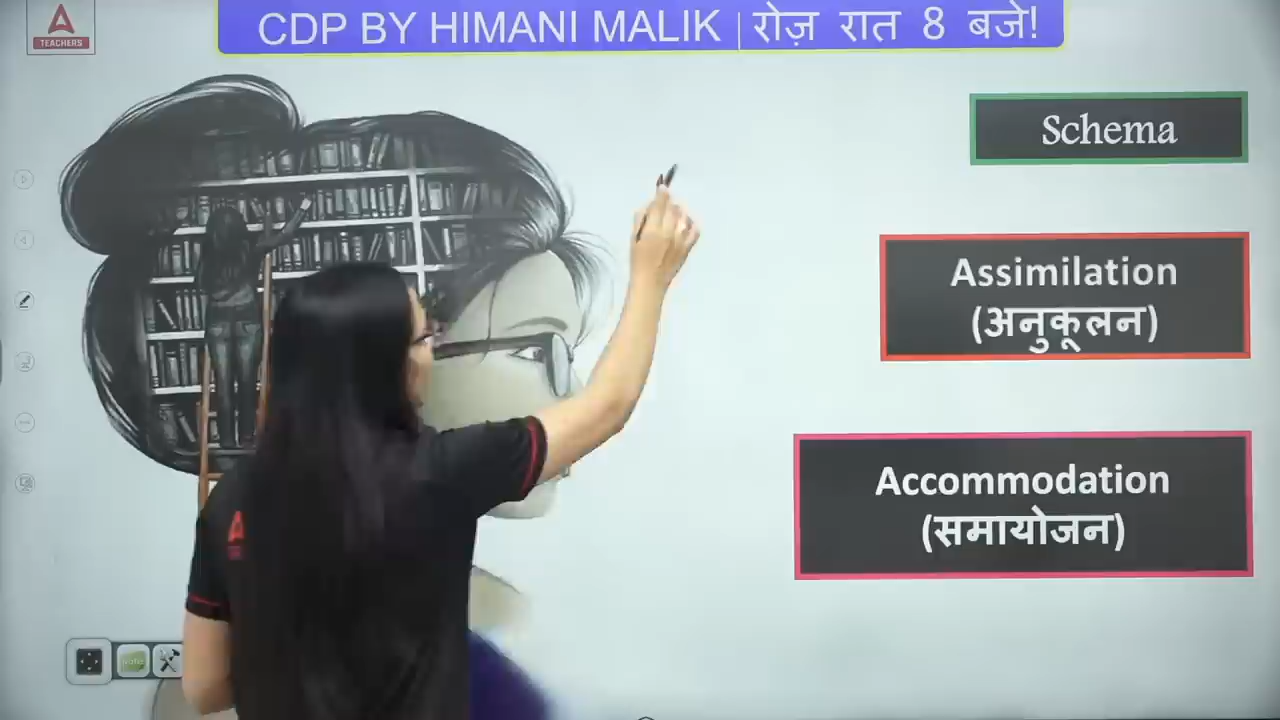 CDP BY HIMANI MALIK | रोज़ रात 8 बजे!
A
TEACHERS
Schema
Assimilation
(अनुकूलन)
Accommodation
(समायोजन)